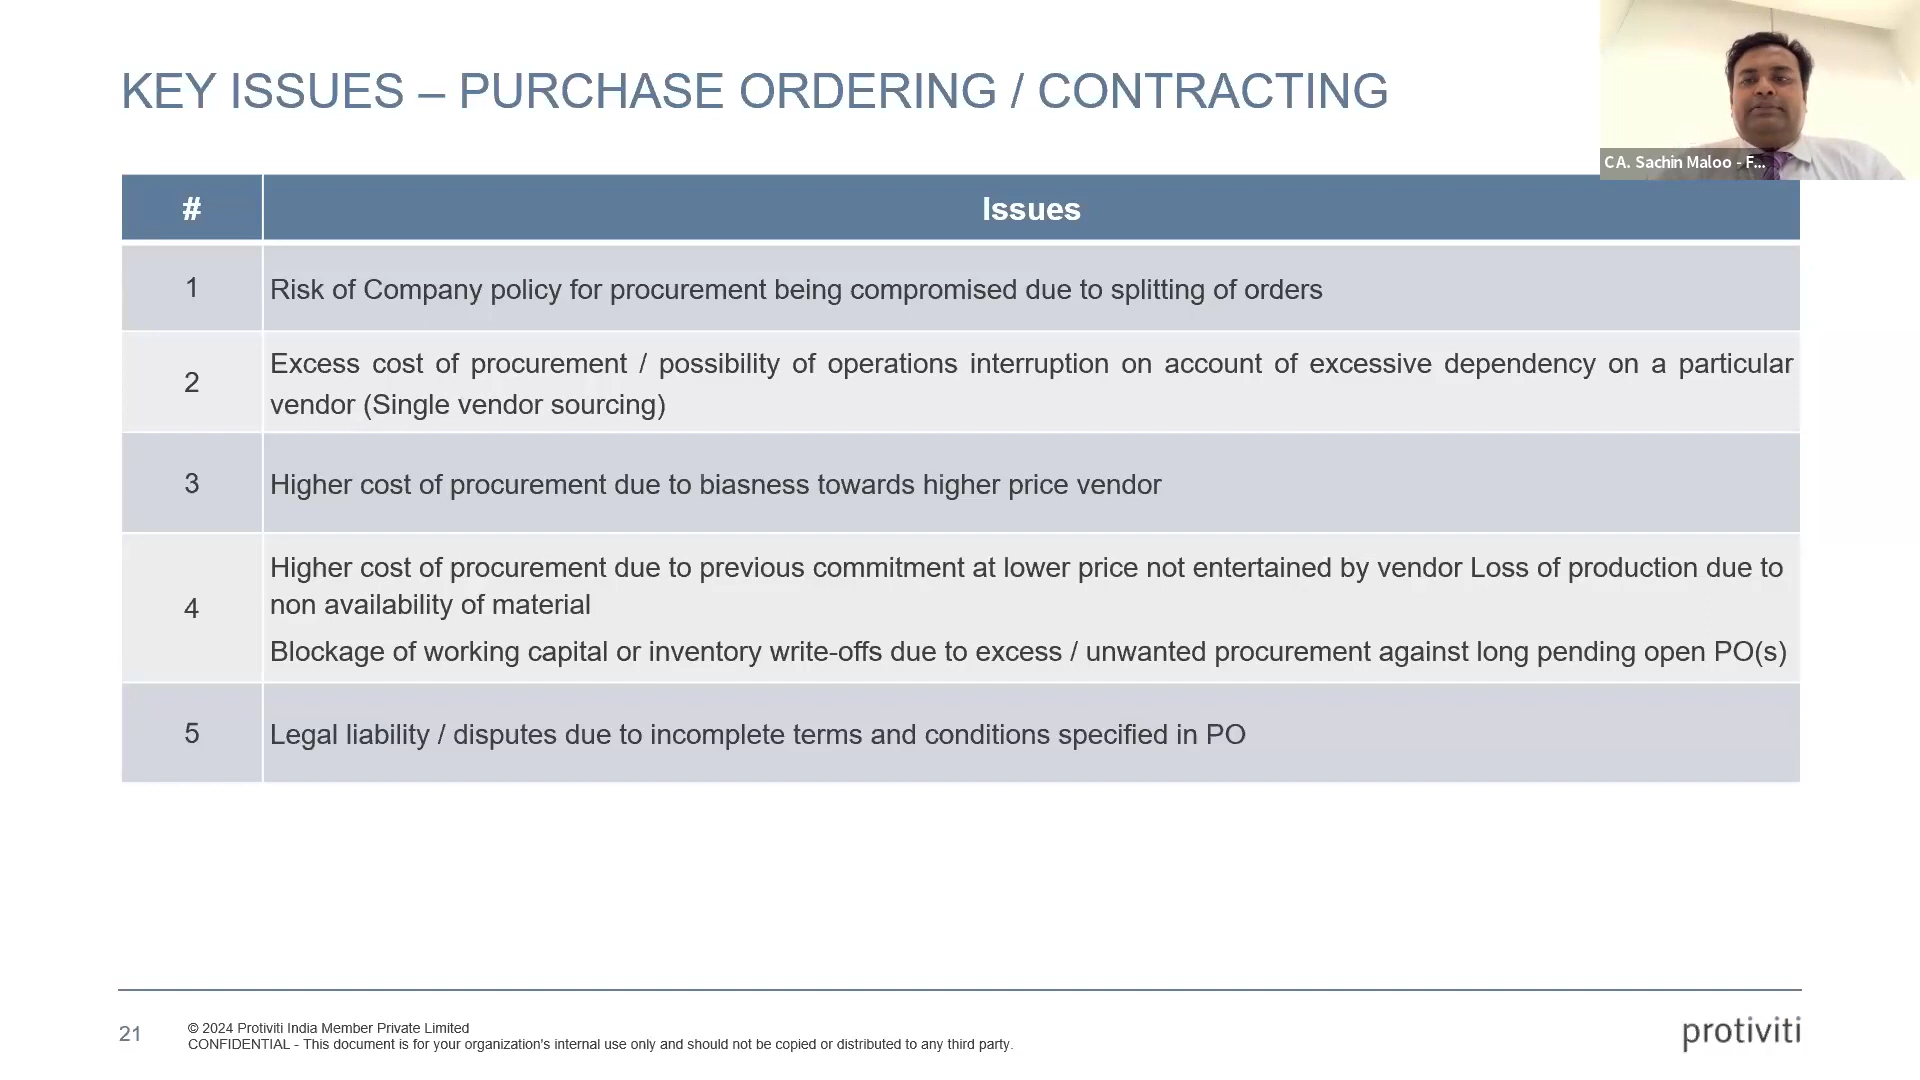 KEY ISSUES – PURCHASE ORDERING / CONTRACTING
CA. Sachin Maloo - F...
# Issues
1 Risk of Company policy for procurement being compromised due to splitting of orders
2 Excess cost of procurement / possibility of operations interruption on account of excessive dependency on a particular
vendor (Single vendor sourcing)
3 Higher cost of procurement due to biasness towards higher price vendor
4 Higher cost of procurement due to previous commitment at lower price not entertained by vendor Loss of production due to
non availability of material
Blockage of working capital or inventory write-offs due to excess / unwanted procurement against long pending open PO(s)
5 Legal liability / disputes due to incomplete terms and conditions specified in PO
21
© 2024 Protiviti India Member Private Limited
CONFIDENTIAL - This document is for your organization's internal use only and should not be copied or distributed to any third party.
protiviti